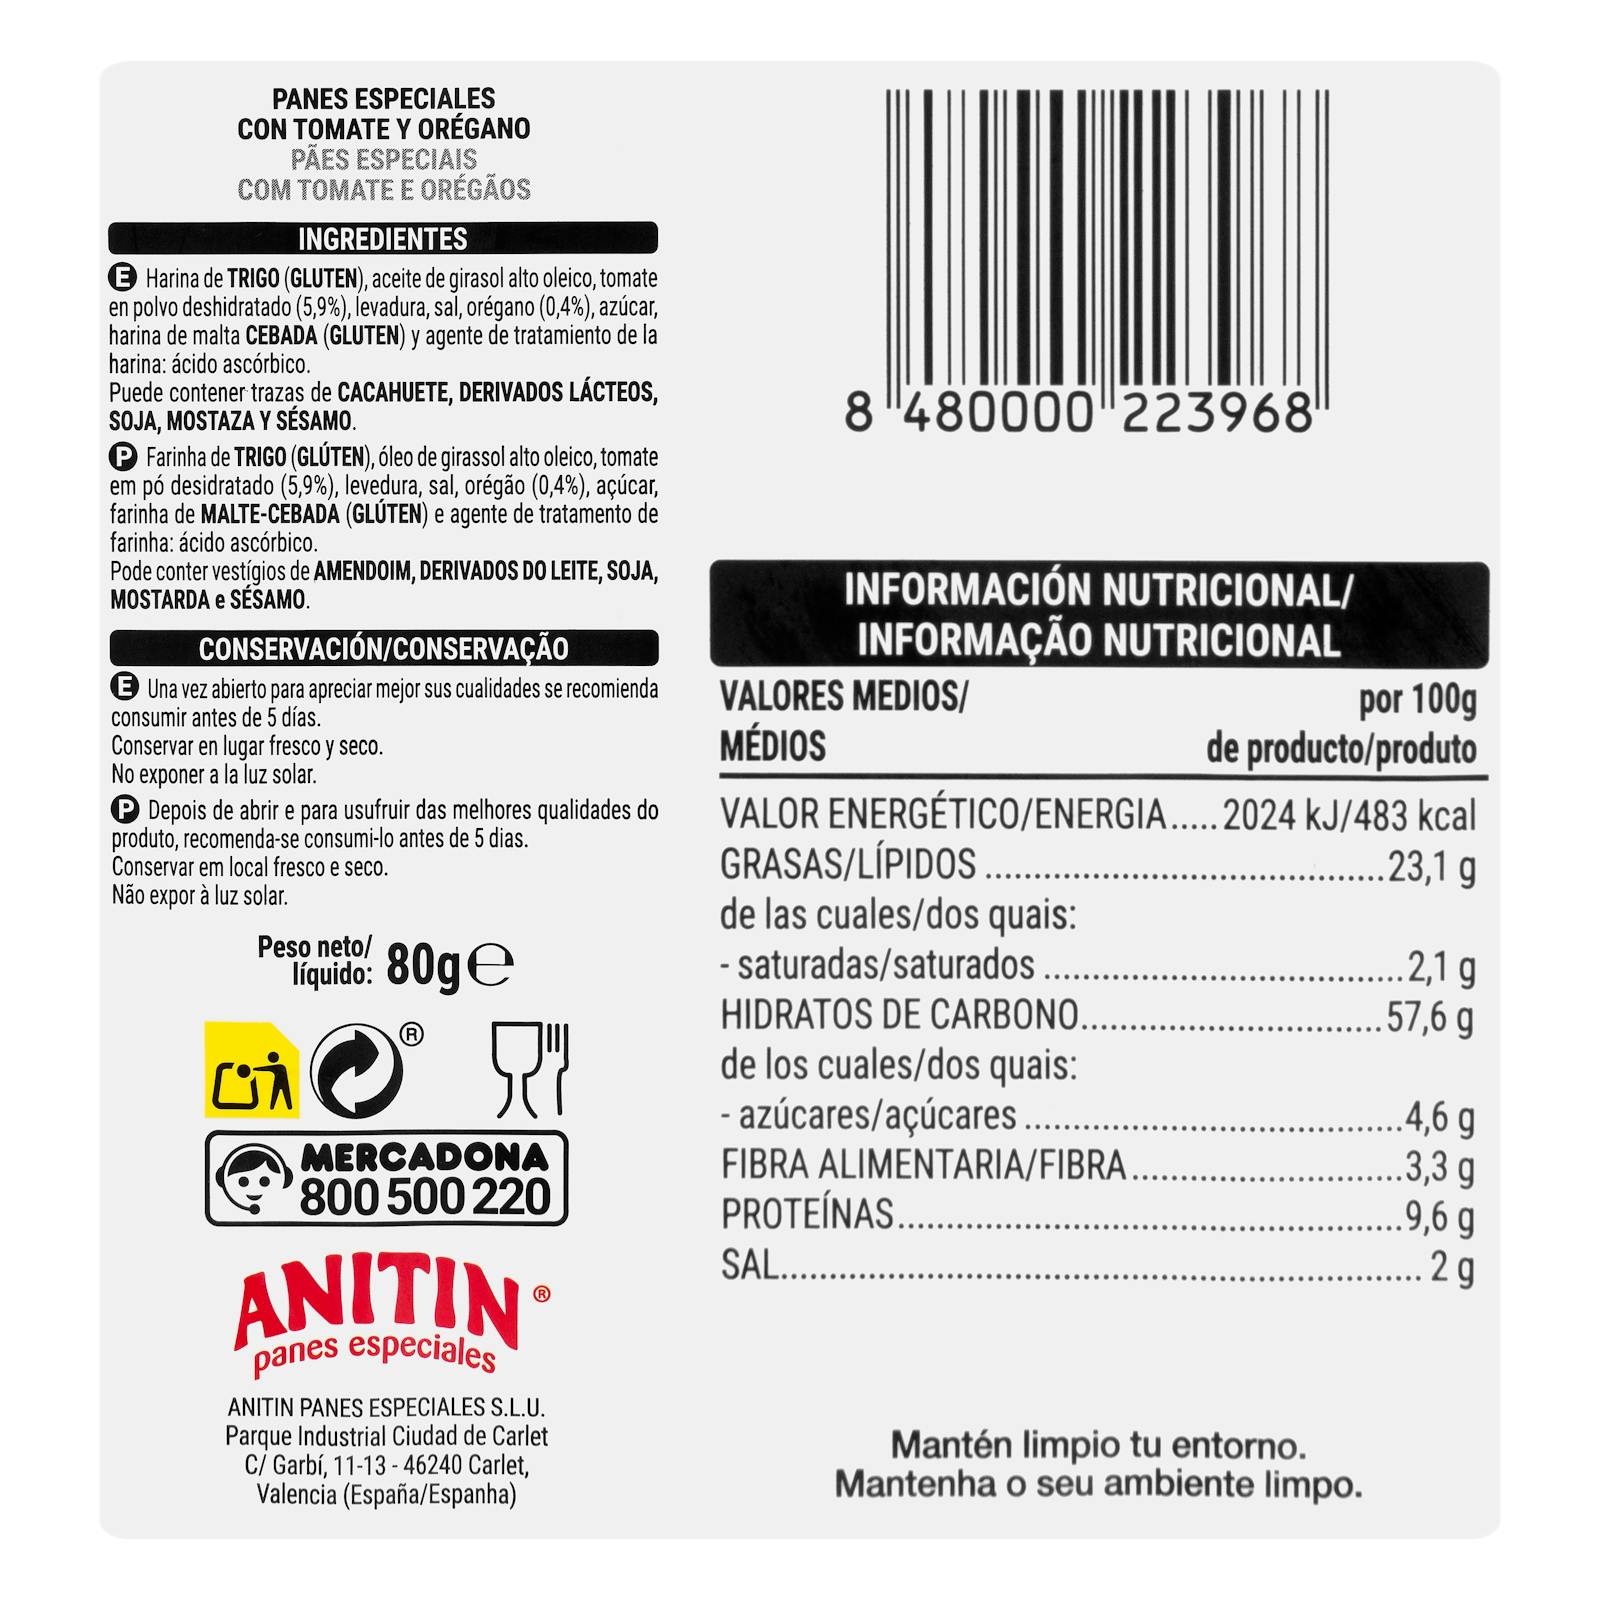 PANES ESPECIALES
CON TOMATE Y ORÉGANO
PÃES ESPECIAIS
COM TOMATE E ORÉGÃOS
INGREDIENTES
E Harina de TRIGO (GLUTEN), aceite de girasol alto oleico, tomate
en polvo deshidratado (5,9%), levadura, sal, orégano (0,4%), azúcar,
harina de malta CEBADA (GLUTEN) y agente de tratamiento de la
harina: ácido ascórbico.
Puede contener trazas de CACAHUETE, DERIVADOS LÁCTEOS,
SOJA, MOSTAZA Y SÉSAMO.
P Farinha de TRIGO (GLÚTEN), óleo de girassol alto oleico, tomate
em pó desidratado (5,9%), levedura, sal, orégão (0,4%), açúcar,
farinha de MALTE-CEBADA (GLÚTEN) e agente de tratamento de
farinha: ácido ascórbico.
Pode conter vestígios de AMENDOIM, DERIVADOS DO LEITE, SOJA,
MOSTARDA e SÉSAMO.
CONSERVACIÓN/CONSERVAÇÃO
E Una vez abierto para apreciar mejor sus cualidades se recomienda
consumir antes de 5 días.
Conservar en lugar fresco y seco.
No exponer a la luz solar.
P Depois de abrir e para usufruir das melhores qualidades do
produto, recomenda-se consumi-lo antes de 5 dias.
Conservar em local fresco e seco.
Não expor à luz solar.
Peso neto/
líquido: 80g e
®
MERCADONA
800 500 220
ANITIN ®
panes especiales
ANITIN PANES ESPECIALES S.L.U.
Parque Industrial Ciudad de Carlet
C/ Garbí, 11-13 - 46240 Carlet,
Valencia (España/Espanha)
8 480000 223968
INFORMACIÓN NUTRICIONAL/
INFORMAÇÃO NUTRICIONAL
VALORES MEDIOS/ por 100g
MÉDIOS de producto/produto
VALOR ENERGÉTICO/ENERGIA..... 2024 kJ/483 kcal
GRASAS/LÍPIDOS ........ 23,1 g
de las cuales/dos quais:
- saturadas/saturados ........ 2,1 g
HIDRATOS DE CARBONO........ 57,6 g
de los cuales/dos quais:
- azúcares/açúcares ........ 4,6 g
FIBRA ALIMENTARIA/FIBRA ........ 3,3 g
PROTEÍNAS........ 9,6 g
SAL........ 2 g
Mantén limpio tu entorno.
Mantenha o seu ambiente limpo.